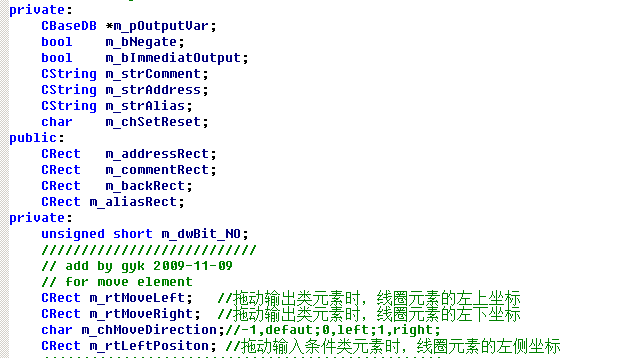 private:
    CBaseDB *m_pOutputVar;
    bool    m_bNegate;
    bool    m_bImmediatOutput;
    CString m_strComment;
    CString m_strAddress;
    CString m_strAlias;
    char    m_chSetReset;
public:
    CRect   m_addressRect;
    CRect   m_commentRect;
    CRect   m_backRect;
    CRect m_aliasRect;
private:
    unsigned short m_dwBit_NO;
    ///////////////////////////
    // add by gyk 2009-11-09
    // for move element
    CRect m_rtMoveLeft;   //拖动输出类元素时，线圈元素的左上坐标
    CRect m_rtMoveRight;  //拖动输出类元素时，线圈元素的左下坐标
    char m_chMoveDirection;//-1,defaut;0,left;1,right;
    CRect m_rtLeftPositon; //拖动输入条件类元素时，线圈元素的左侧坐标